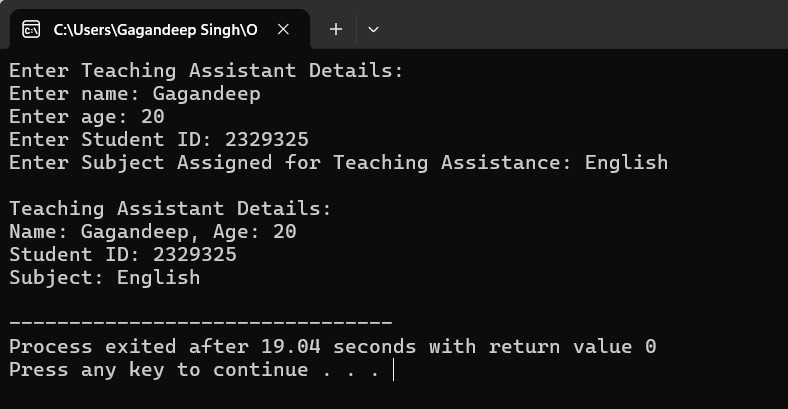 C:\Users\Gagandeep Singh\O
Enter Teaching Assistant Details:
Enter name: Gagandeep
Enter age: 20
Enter Student ID: 2329325
Enter Subject Assigned for Teaching Assistance: English
Teaching Assistant Details:
Name: Gagandeep, Age: 20
Student ID: 2329325
Subject: English
--------------------------------
Process exited after 19.04 seconds with return value 0
Press any key to continue . . .